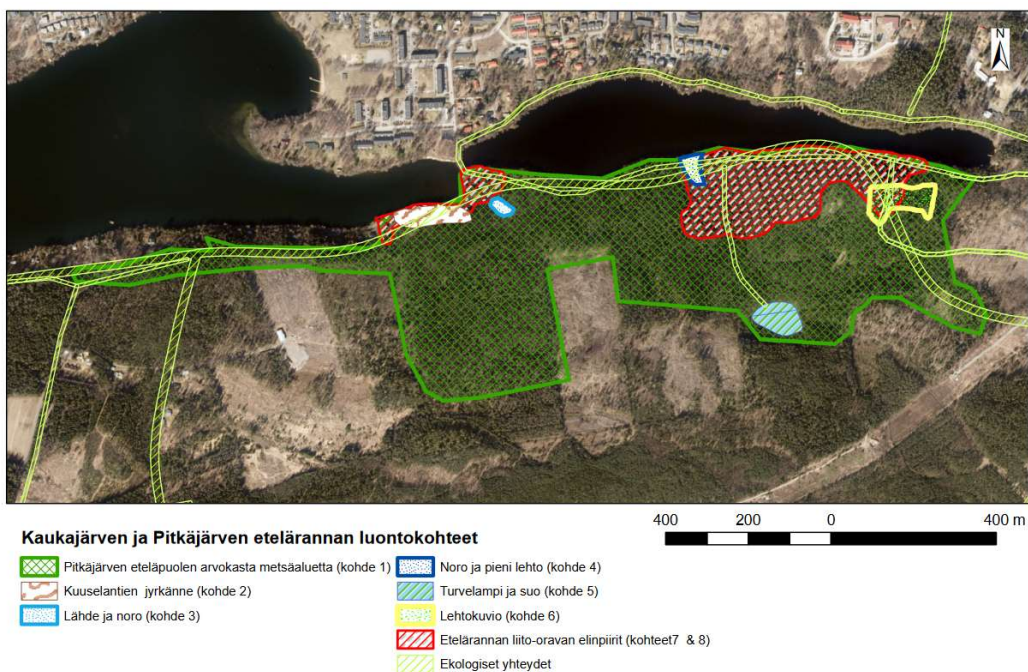 N
400 200 0 400 m
Kaukajärven ja Pitkäjärven etelärannan luontokohteet
Pitkäjärven eteläpuolen arvokasta metsäaluetta (kohde 1)
Kuuselantien jyrkänne (kohde 2)
Lähde ja noro (kohde 3)
Noro ja pieni lehto (kohde 4)
Turvelampi ja suo (kohde 5)
Lehtokuvio (kohde 6)
Etelärannan liito-oravan elinpiirit (kohteet7 & 8)
Ekologiset yhteydet